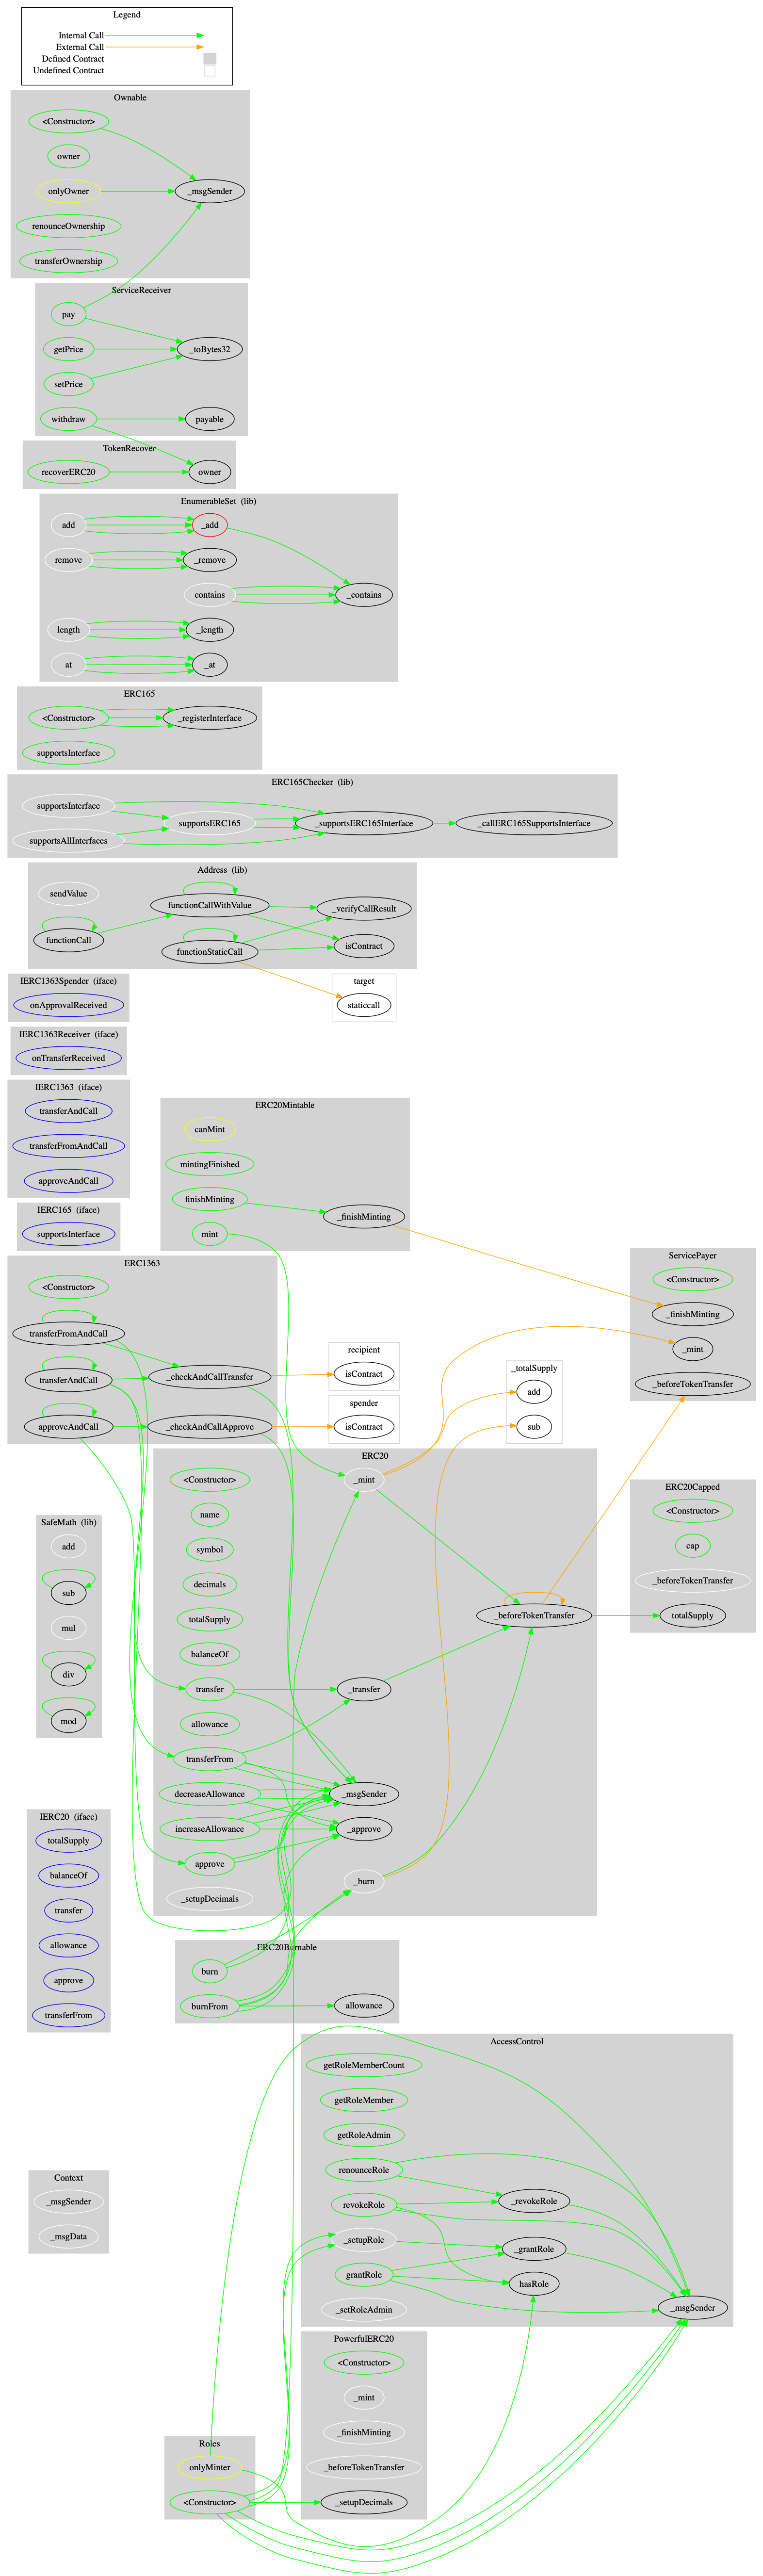 Legend
Internal Call
External Call
Defined Contract
Undefined Contract
Ownable
<Constructor>
owner
onlyOwner
_msgSender
renounceOwnership
transferOwnership
ServiceReceiver
pay
getPrice
_toBytes32
setPrice
withdraw
payable
TokenRecover
recoverERC20
owner
EnumerableSet (lib)
add
_add
remove
_remove
contains
_contains
length
_length
at
_at
ERC165
<Constructor>
_registerInterface
supportsInterface
ERC165Checker (lib)
supportsInterface
supportsERC165
_supportsERC165Interface
_callERC165SupportsInterface
supportsAllInterfaces
Address (lib)
sendValue
functionCallWithValue
_verifyCallResult
functionCall
isContract
functionStaticCall
IERC1363Spender (iface)
onApprovalReceived
target
staticcall
IERC1363Receiver (iface)
onTransferReceived
IERC1363 (iface)
transferAndCall
transferFromAndCall
approveAndCall
ERC20Mintable
canMint
mintingFinished
finishMinting
_finishMinting
mint
IERC165 (iface)
supportsInterface
ERC1363
<Constructor>
transferFromAndCall
transferAndCall
_checkAndCallTransfer
approveAndCall
_checkAndCallApprove
recipient
isContract
spender
isContract
_totalSupply
add
sub
ServicePayer
<Constructor>
_finishMinting
_mint
_beforeTokenTransfer
ERC20
<Constructor>
_mint
name
symbol
decimals
totalSupply
_beforeTokenTransfer
balanceOf
transfer
_transfer
allowance
transferFrom
decreaseAllowance
_msgSender
increaseAllowance
_approve
approve
_burn
_setupDecimals
ERC20Capped
<Constructor>
cap
_beforeTokenTransfer
totalSupply
SafeMath (lib)
add
sub
mul
div
mod
IERC20 (iface)
totalSupply
balanceOf
transfer
allowance
approve
transferFrom
ERC20Burnable
burn
burnFrom
allowance
AccessControl
getRoleMemberCount
getRoleMember
getRoleAdmin
renounceRole
revokeRole
_revokeRole
_setupRole
_grantRole
grantRole
hasRole
_setRoleAdmin
_msgSender
Context
_msgSender
_msgData
PowerfulERC20
<Constructor>
_mint
_finishMinting
_beforeTokenTransfer
_setupDecimals
Roles
onlyMinter
<Constructor>